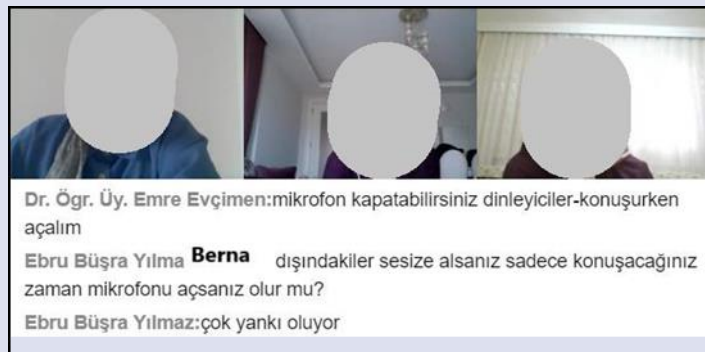 Dr. Ögr. Üy. Emre Evçimen:mikrofon kapatabilirsiniz dinleyiciler-konuşurken
açalım
Ebru Büşra Yılma Berna dışındakiler sesize alsanız sadece konuşacağınız
zaman mikrofonu açsanız olur mu?
Ebru Büşra Yılmaz:çok yankı oluyor